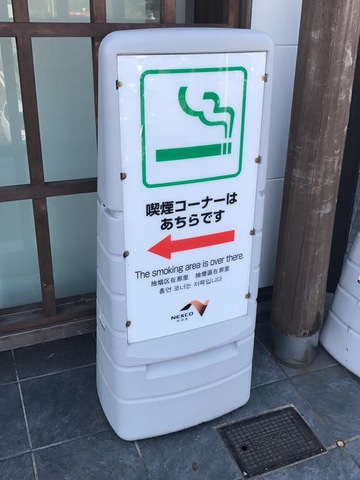 喫煙コーナーは
あちらです
The smoking area is over there.
抽烟区在那里 抽煙區在那里
흡연 코너는 저쪽입니다
NEXCO